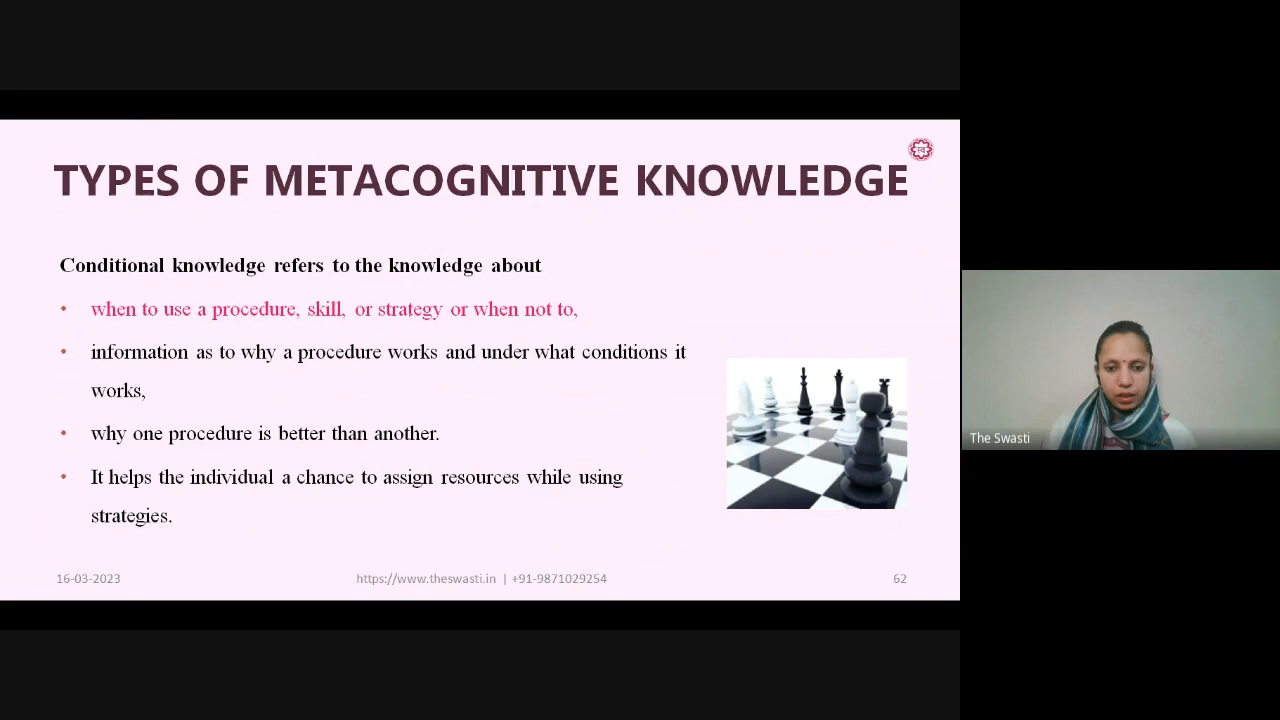 TYPES OF METACOGNITIVE KNOWLEDGE
Conditional knowledge refers to the knowledge about
• when to use a procedure, skill, or strategy or when not to,
• information as to why a procedure works and under what conditions it
works,
• why one procedure is better than another.
• It helps the individual a chance to assign resources while using
strategies.
16-03-2023
https://www.theswasti.in | +91-9871029254
62
The Swasti